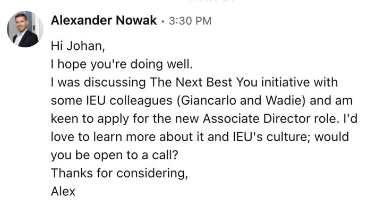 Alexander Nowak • 3:30 PM
Hi Johan,
I hope you're doing well.
I was discussing The Next Best You initiative with
some IEU colleagues (Giancarlo and Wadie) and am
keen to apply for the new Associate Director role. I'd
love to learn more about it and IEU's culture; would
you be open to a call?
Thanks for considering,
Alex